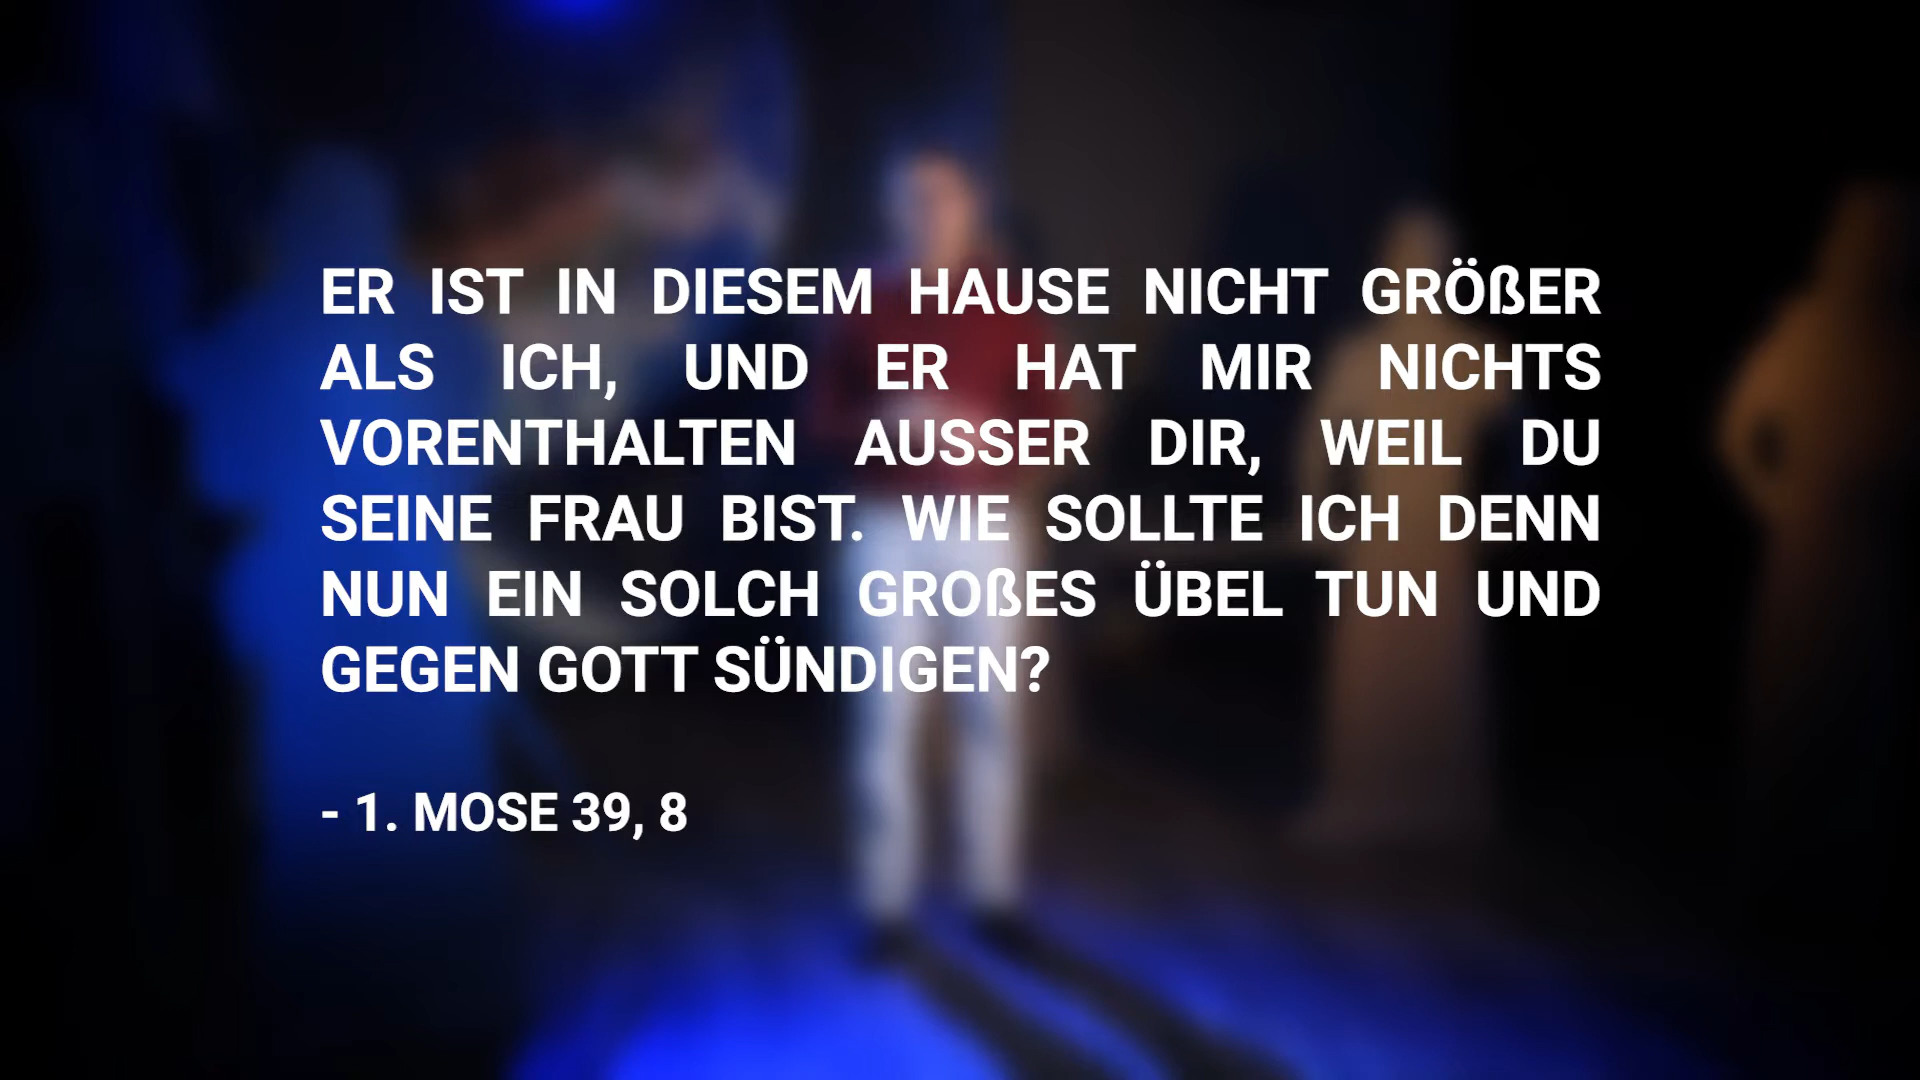 ER IST IN DIESEM HAUSE NICHT GRÖßER
ALS ICH, UND ER HAT MIR NICHTS
VORENTHALTEN AUSSER DIR, WEIL DU
SEINE FRAU BIST. WIE SOLLTE ICH DENN
NUN EIN SOLCH GROßES ÜBEL TUN UND
GEGEN GOTT SÜNDIGEN?
- 1. MOSE 39, 8